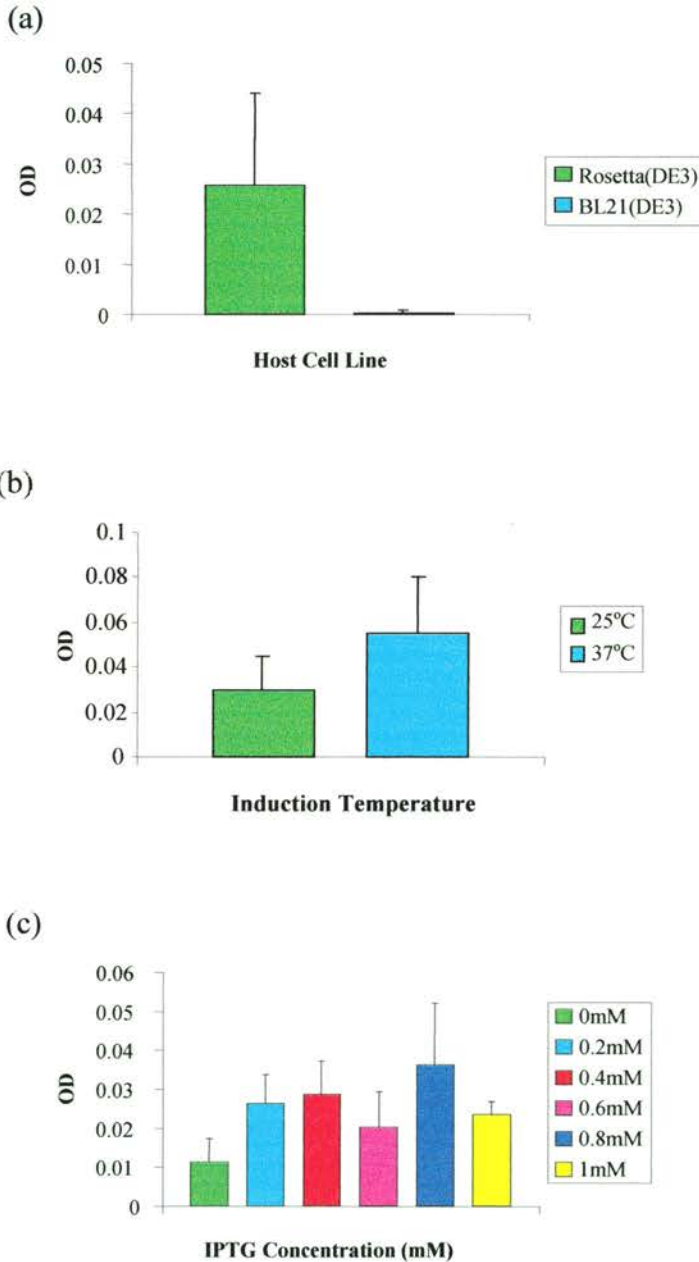 (a)
0.05
0.04
0.03
0.02
0.01
0
OD
Host Cell Line
Rosetta(DE3)
BL21(DE3)
(b)
0.1
0.08
0.06
0.04
0.02
0
OD
Induction Temperature
25°C
37°C
(c)
0.06
0.05
0.04
0.03
0.02
0.01
0
OD
IPTG Concentration (mM)
0mM
0.2mM
0.4mM
0.6mM
0.8mM
1mM